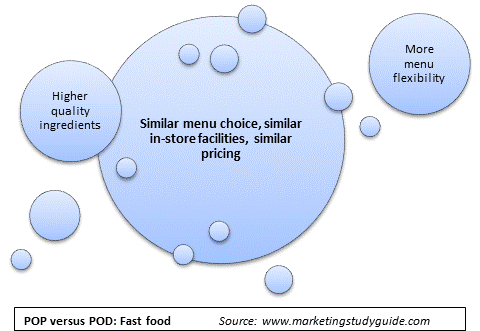 More
menu
flexibility
Higher
quality
ingredients
Similar menu choice, similar
in-store facilities, similar
pricing
POP versus POD: Fast food Source: www.marketingstudyguide.com